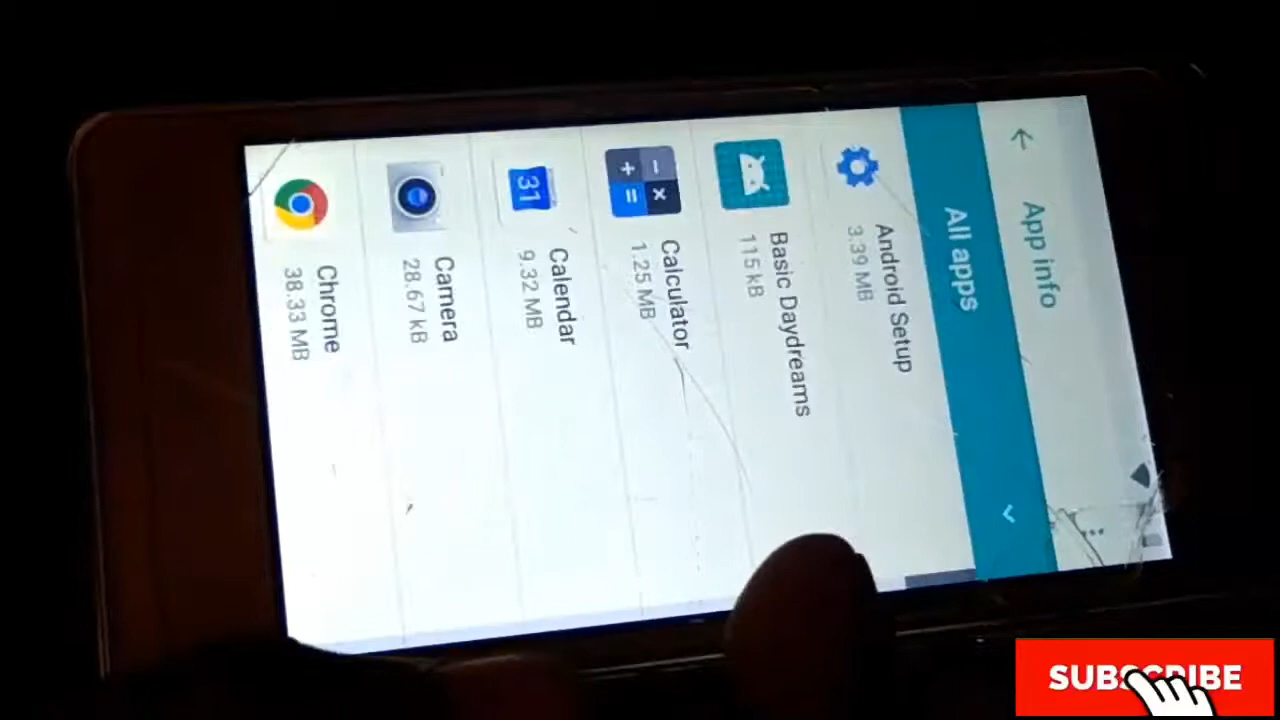 App info
All apps
Android Setup
3.39 MB
Basic Daydreams
115 kB
Calculator
1.25 MB
31
Calendar
9.32 MB
Camera
28.67 kB
Chrome
38.33 MB
SUBSCRIBE